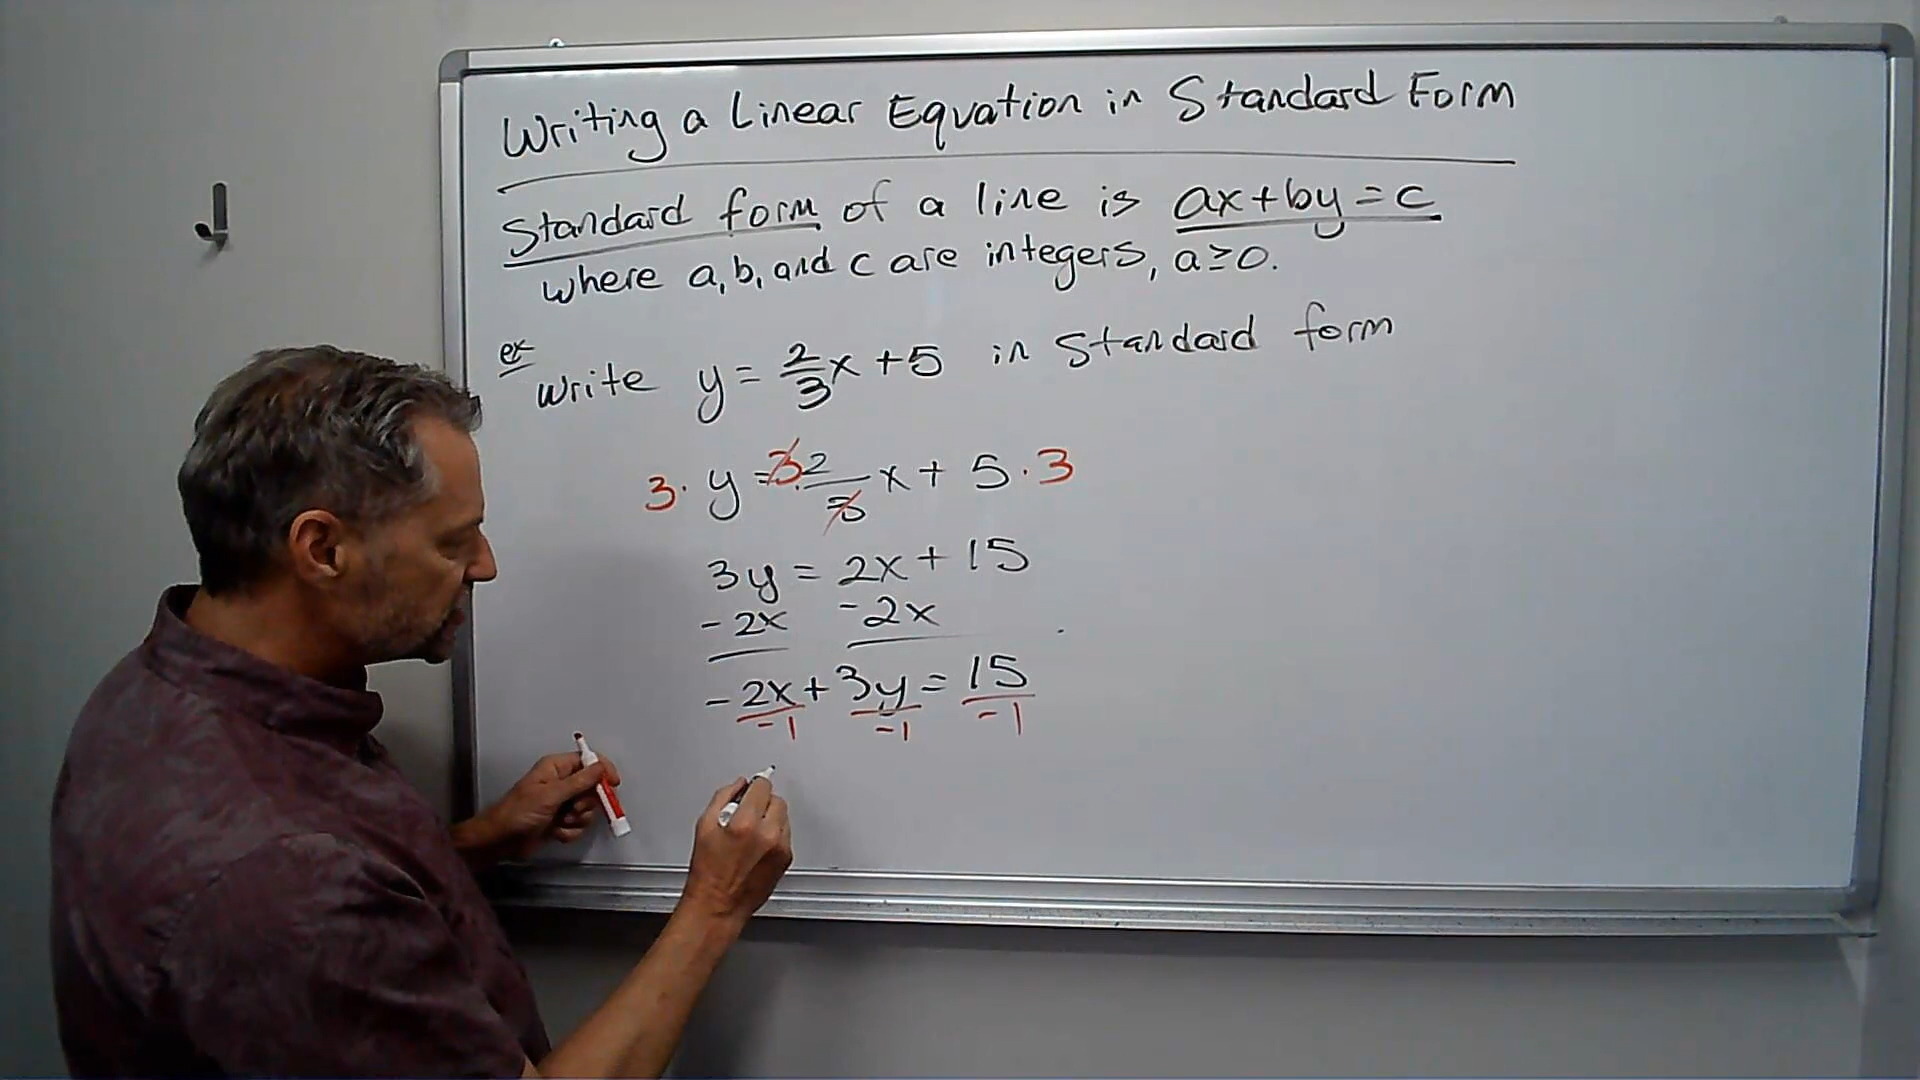 Writing a Linear Equation in Standard Form
Standard form of a line is ax+by=c
where a, b, and c are integers, a≥0.
ex
Write y = 2/3 x + 5 in standard form
3· y = 3· 2/3 x + 5 · 3
3y = 2x + 15
-2x -2x
-2x + 3y = 15
-1 -1 -1